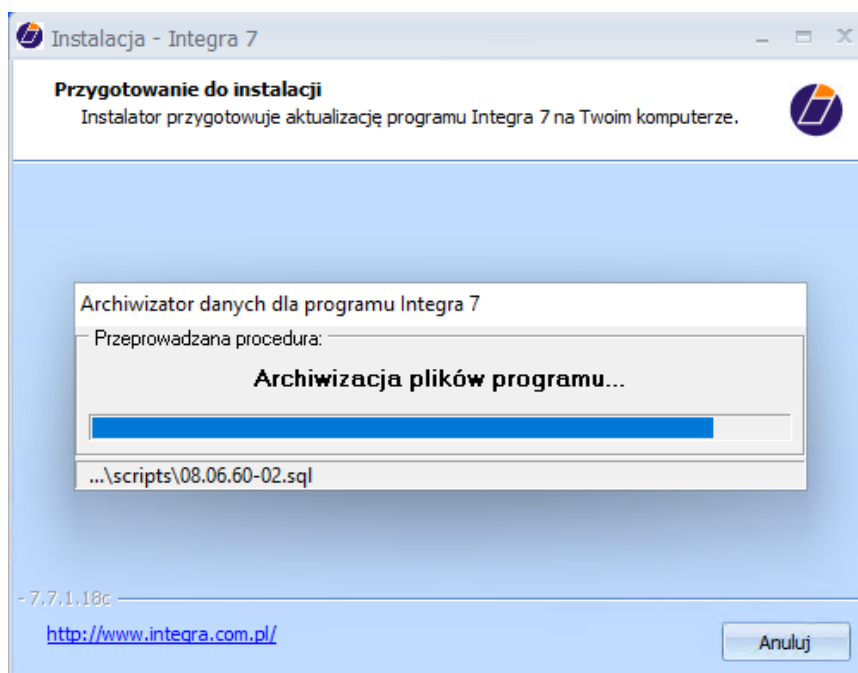 Instalacja - Integra 7
Przygotowanie do instalacji
Instalator przygotowuje aktualizację programu Integra 7 na Twoim komputerze.
Archiwizator danych dla programu Integra 7
Przeprowadzana procedura:
Archiwizacja plików programu...
...\scripts\08.06.60-02.sql
- 7.7.1.18c
http://www.integra.com.pl/
Anuluj